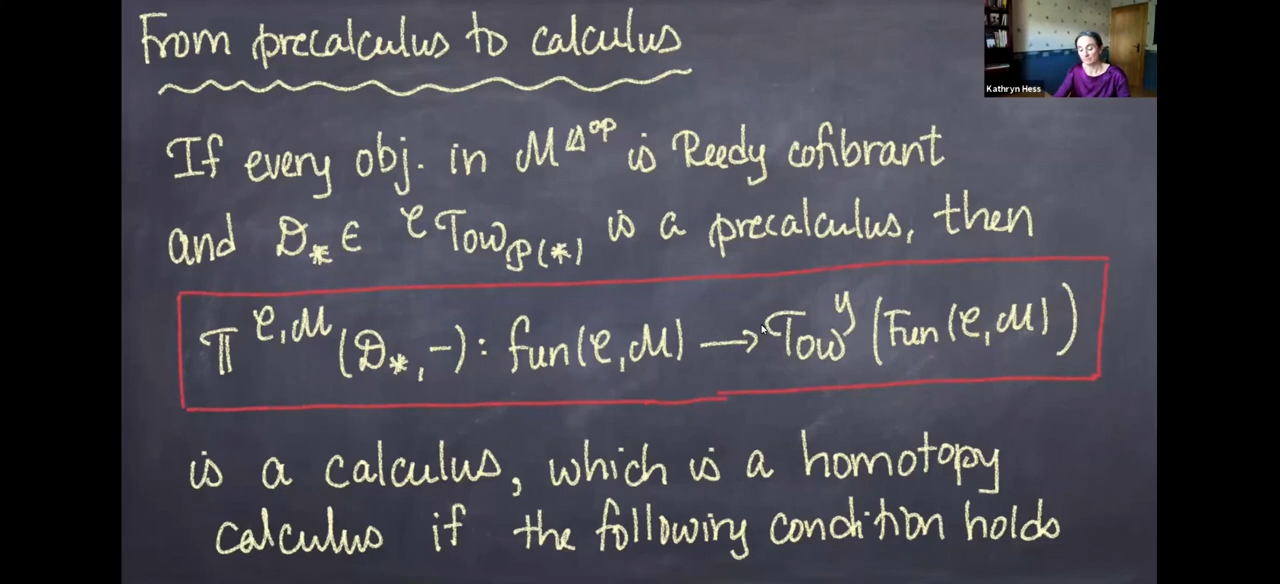 From precalculus to calculus
Kathryn Hess
If every obj. in M^Δ^op is Reedy cofibrant
and D_* ∈ ℭTow_𝒫(*) is a precalculus, then
𝕋^{C,M}(D_*, -): fun(C,M) → Tow^y(Fun(C,M))
is a calculus, which is a homotopy
calculus if the following condition holds